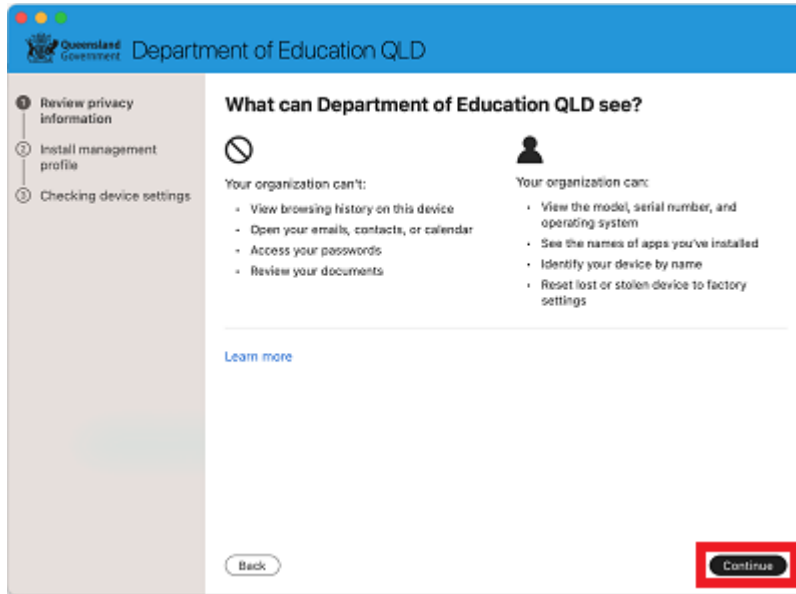 Queensland
Government
Department of Education QLD
1 Review privacy
information
2 Install management
profile
3 Checking device settings
What can Department of Education QLD see?
Your organization can't:
• View browsing history on this device
• Open your emails, contacts, or calendar
• Access your passwords
• Review your documents
Your organization can:
• View the model, serial number, and
operating system
• See the names of apps you've installed
• Identify your device by name
• Reset lost or stolen device to factory
settings
Learn more
Back
Continue